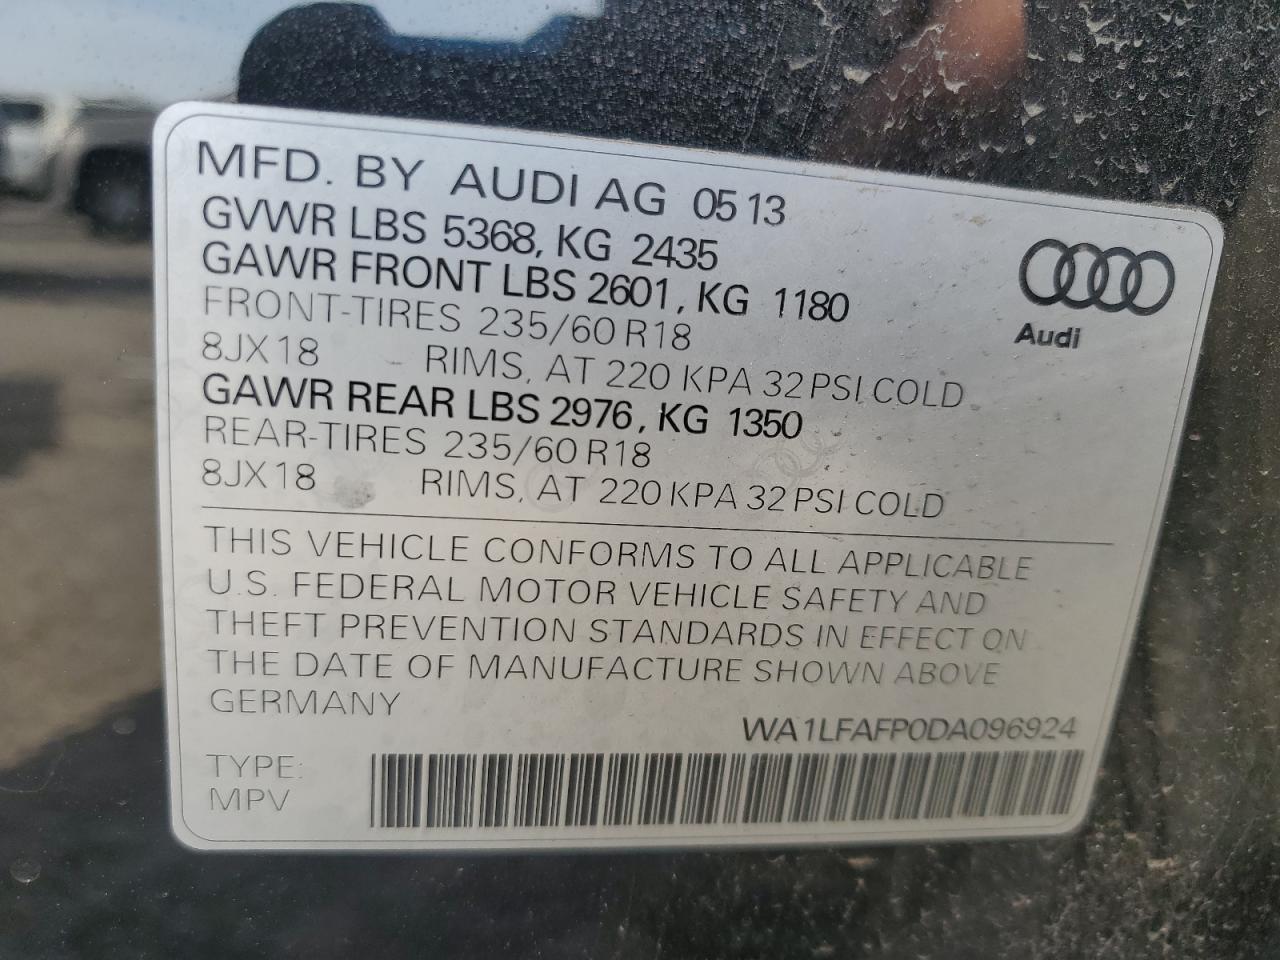 MFD. BY AUDI AG 05 13
GVWR LBS 5368, KG 2435
GAWR FRONT LBS 2601, KG 1180
FRONT-TIRES 235/60 R18
8JX18 RIMS, AT 220 KPA 32 PSI COLD
GAWR REAR LBS 2976, KG 1350
REAR-TIRES 235/60 R18
8JX18 RIMS, AT 220 KPA 32 PSI COLD
Audi
THIS VEHICLE CONFORMS TO ALL APPLICABLE
U.S. FEDERAL MOTOR VEHICLE SAFETY AND
THEFT PREVENTION STANDARDS IN EFFECT ON
THE DATE OF MANUFACTURE SHOWN ABOVE
GERMANY
WA1LFAFP0DA096924
TYPE:
MPV